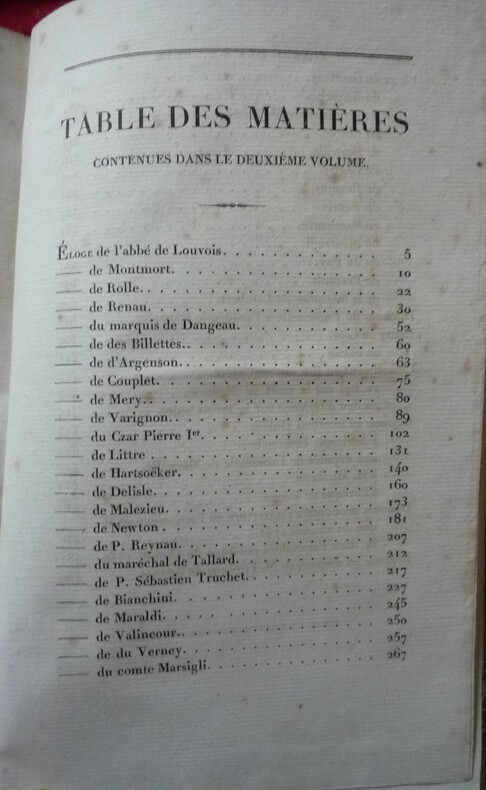 TABLE DES MATIÈRES
CONTENUES DANS LE DEUXIÈME VOLUME.
ÉLOGE de l'abbé de Louvois. 5
— de Montmort. 10
— de Rolle. 22
— de Renau. 30
— du marquis de Dangeau. 52
— de des Billettes. 60
— de d'Argenson. 63
— de Couplet. 75
— de Mery. 80
— de Varignon. 89
— du Czar Pierre Ier. 102
— de Littre 131
— de Hartsoëker. 140
— de Delisle. 160
— de Malezieu. 173
— de Newton 181
— de P. Reynau. 207
— du maréchal de Tallard. 212
— de P. Sébastien Truchet. 217
— de Bianchini. 227
— de Maraldi. 245
— de Valincour. 250
— de du Verney. 257
— du comte Marsigli. 267